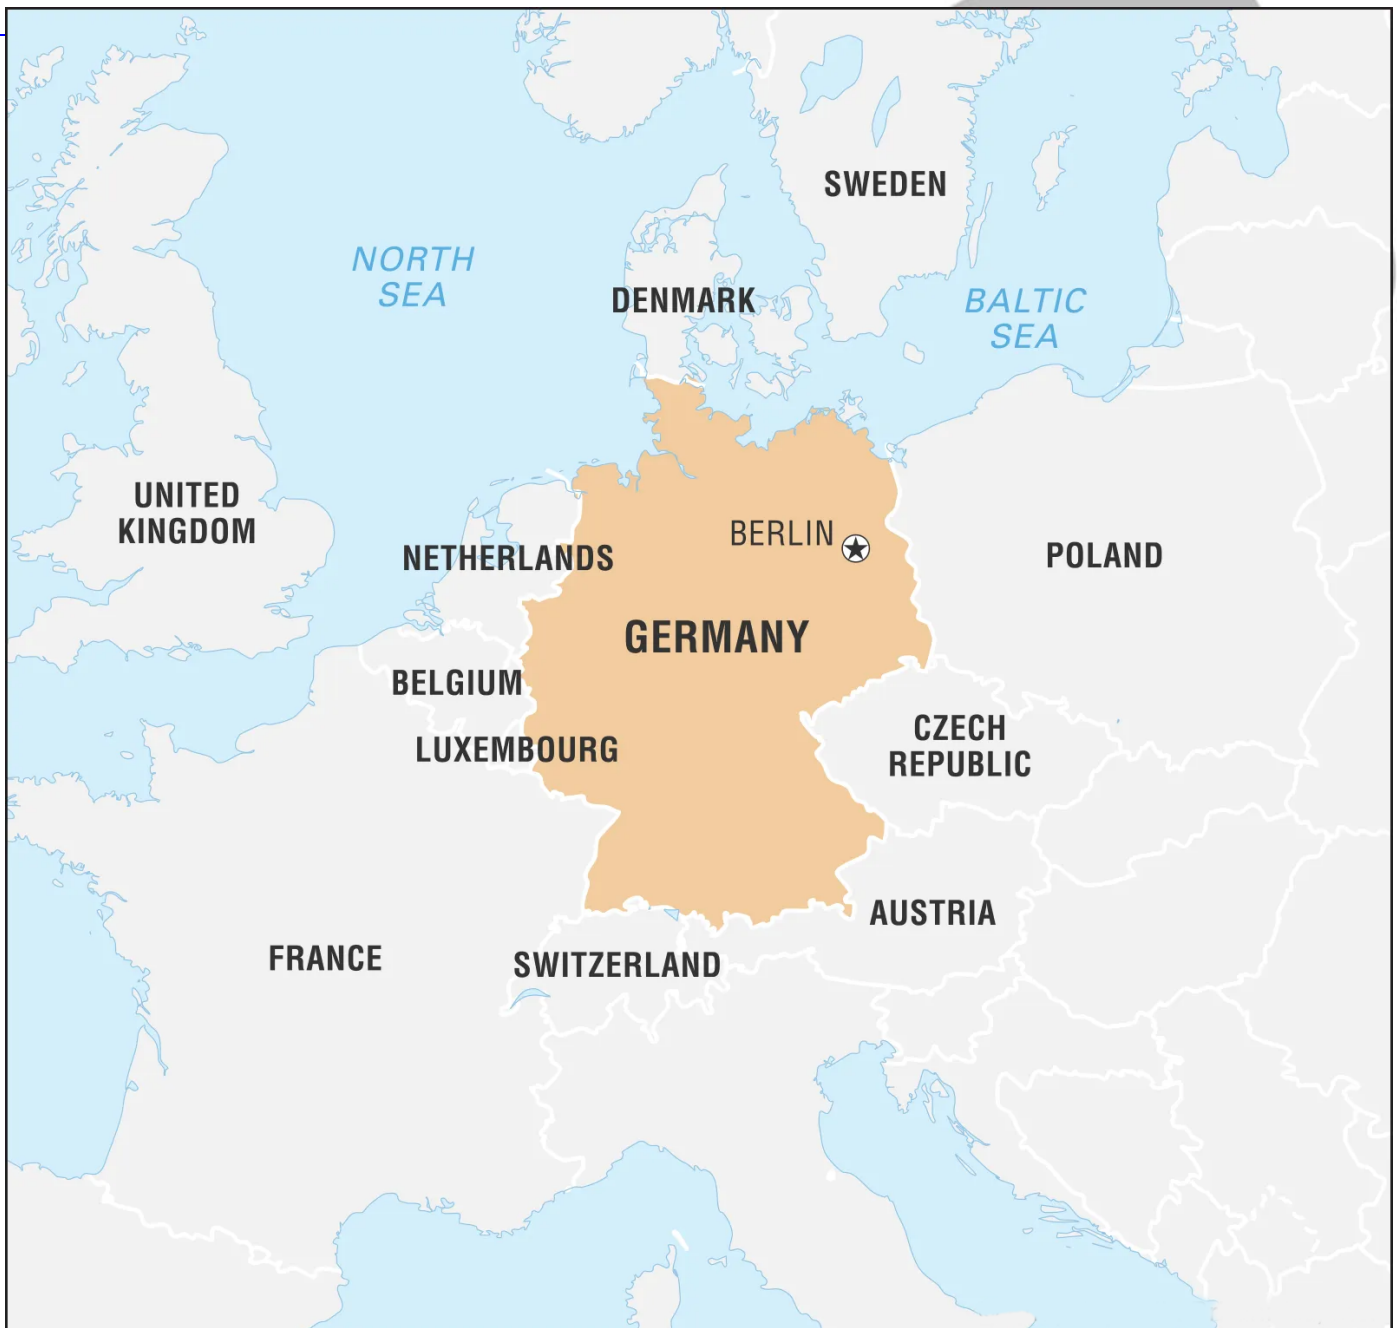 SWEDEN
NORTH
SEA
DENMARK
BALTIC
SEA
UNITED
KINGDOM
BERLIN
NETHERLANDS
POLAND
GERMANY
BELGIUM
CZECH
REPUBLIC
LUXEMBOURG
AUSTRIA
FRANCE
SWITZERLAND